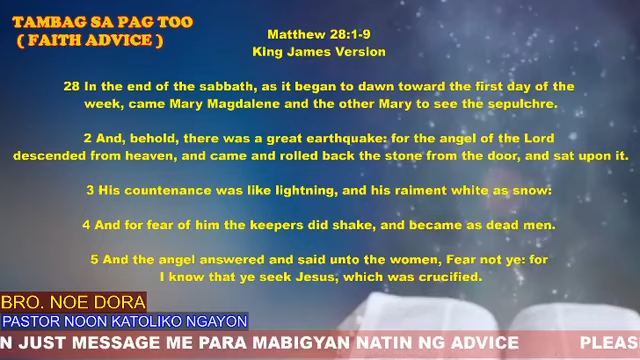 TAMBAG SA PAG TOO
( FAITH ADVICE )
Matthew 28:1-9
King James Version
28 In the end of the sabbath, as it began to dawn toward the first day of the
week, came Mary Magdalene and the other Mary to see the sepulchre.
2 And, behold, there was a great earthquake: for the angel of the Lord
descended from heaven, and came and rolled back the stone from the door, and sat upon it.
3 His countenance was like lightning, and his raiment white as snow:
4 And for fear of him the keepers did shake, and became as dead men.
5 And the angel answered and said unto the women, Fear not ye: for
I know that ye seek Jesus, which was crucified.
BRO. NOE DORA
PASTOR NOON KATOLIKO NGAYON
N JUST MESSAGE ME PARA MABIGYAN NATIN NG ADVICE PLEAS